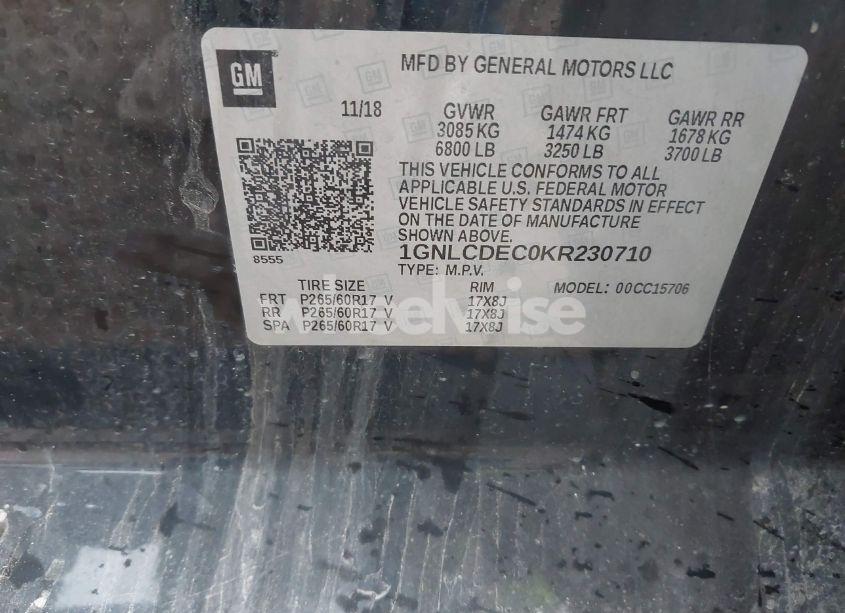 GM
MFD BY GENERAL MOTORS LLC
11/18 GVWR GAWR FRT GAWR RR
3085 KG 1474 KG 1678 KG
6800 LB 3250 LB 3700 LB
THIS VEHICLE CONFORMS TO ALL
APPLICABLE U.S. FEDERAL MOTOR
VEHICLE SAFETY STANDARDS IN EFFECT
ON THE DATE OF MANUFACTURE
SHOWN ABOVE.
8555
1GNLCDEC0KR230710
TYPE: M.P.V.
TIRE SIZE RIM MODEL: 00CC15706
FRT P265/60R17 V 17X8J
RR P265/60R17 V 17X8J
SPA P265/60R17 V 17X8J